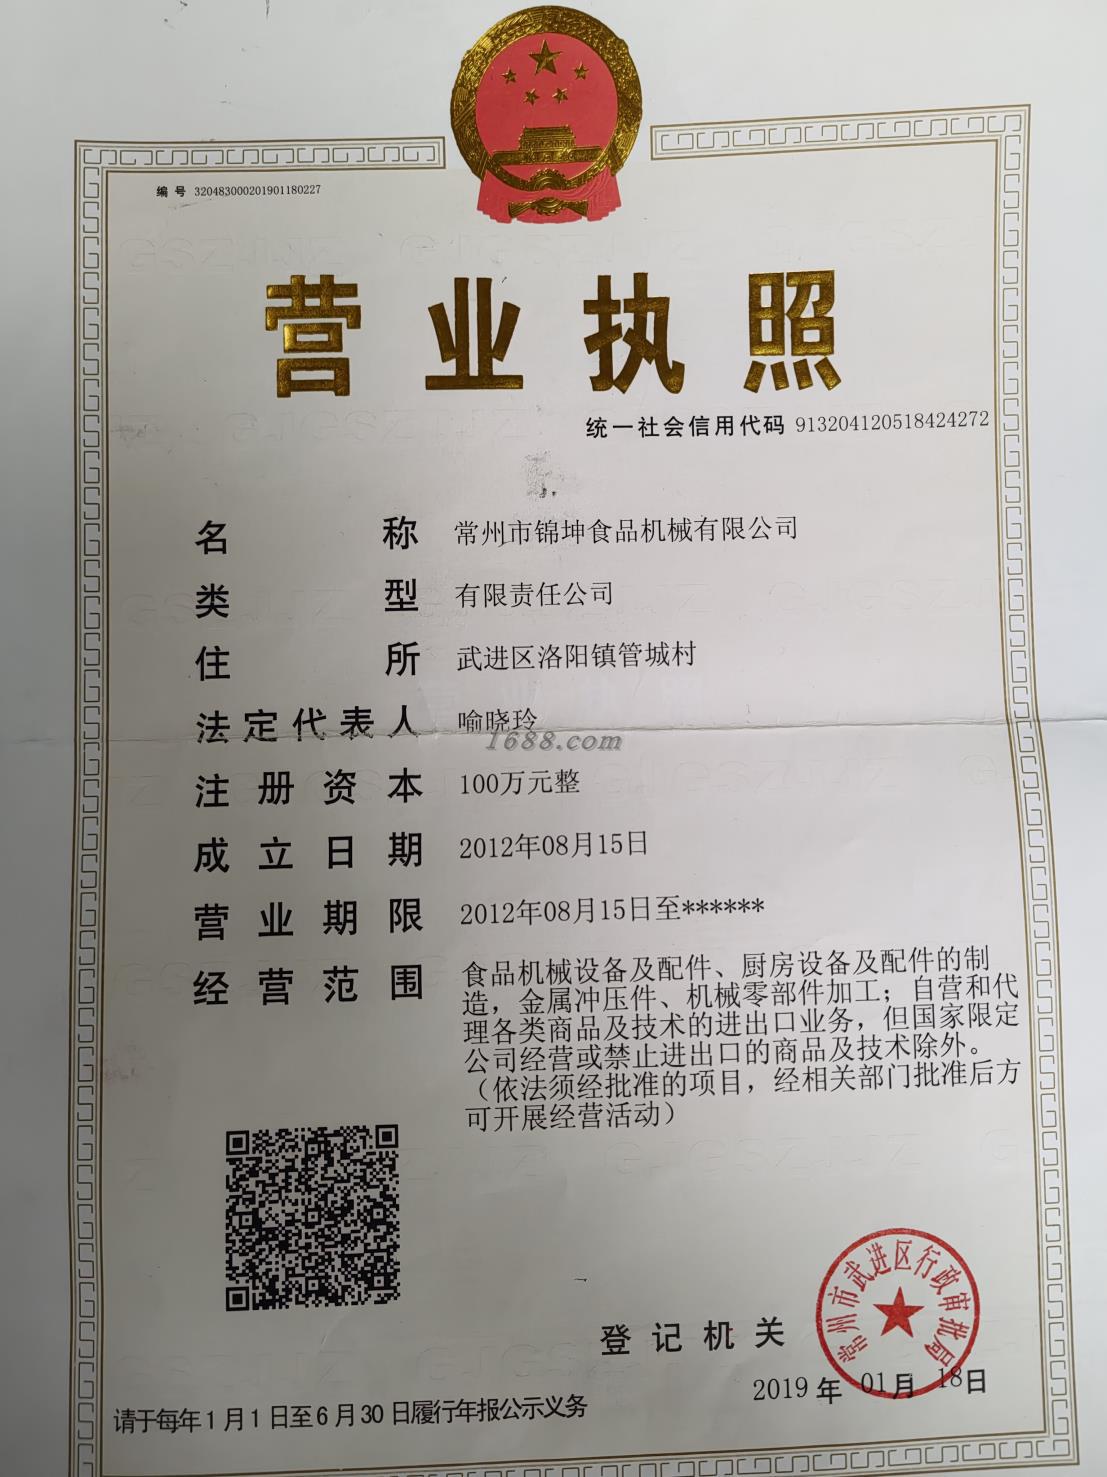 编号 320483000201901180227
营业执照
统一社会信用代码 913204120518424272
名称 常州市锦坤食品机械有限公司
类型 有限责任公司
住所 武进区洛阳镇管城村
法定代表人 喻晓玲
1688.com
注册资本 100万元整
成立日期 2012年08月15日
营业期限 2012年08月15日至******
经营范围 食品机械设备及配件、厨房设备及配件的制
造，金属冲压件、机械零部件加工；自营和代
理各类商品及技术的进出口业务，但国家限定
公司经营或禁止进出口的商品及技术除外。
（依法须经批准的项目，经相关部门批准后方
可开展经营活动）
常州市武进区行政审批局
登记机关
2019年01月18日
请于每年1月1日至6月30日履行年报公示义务